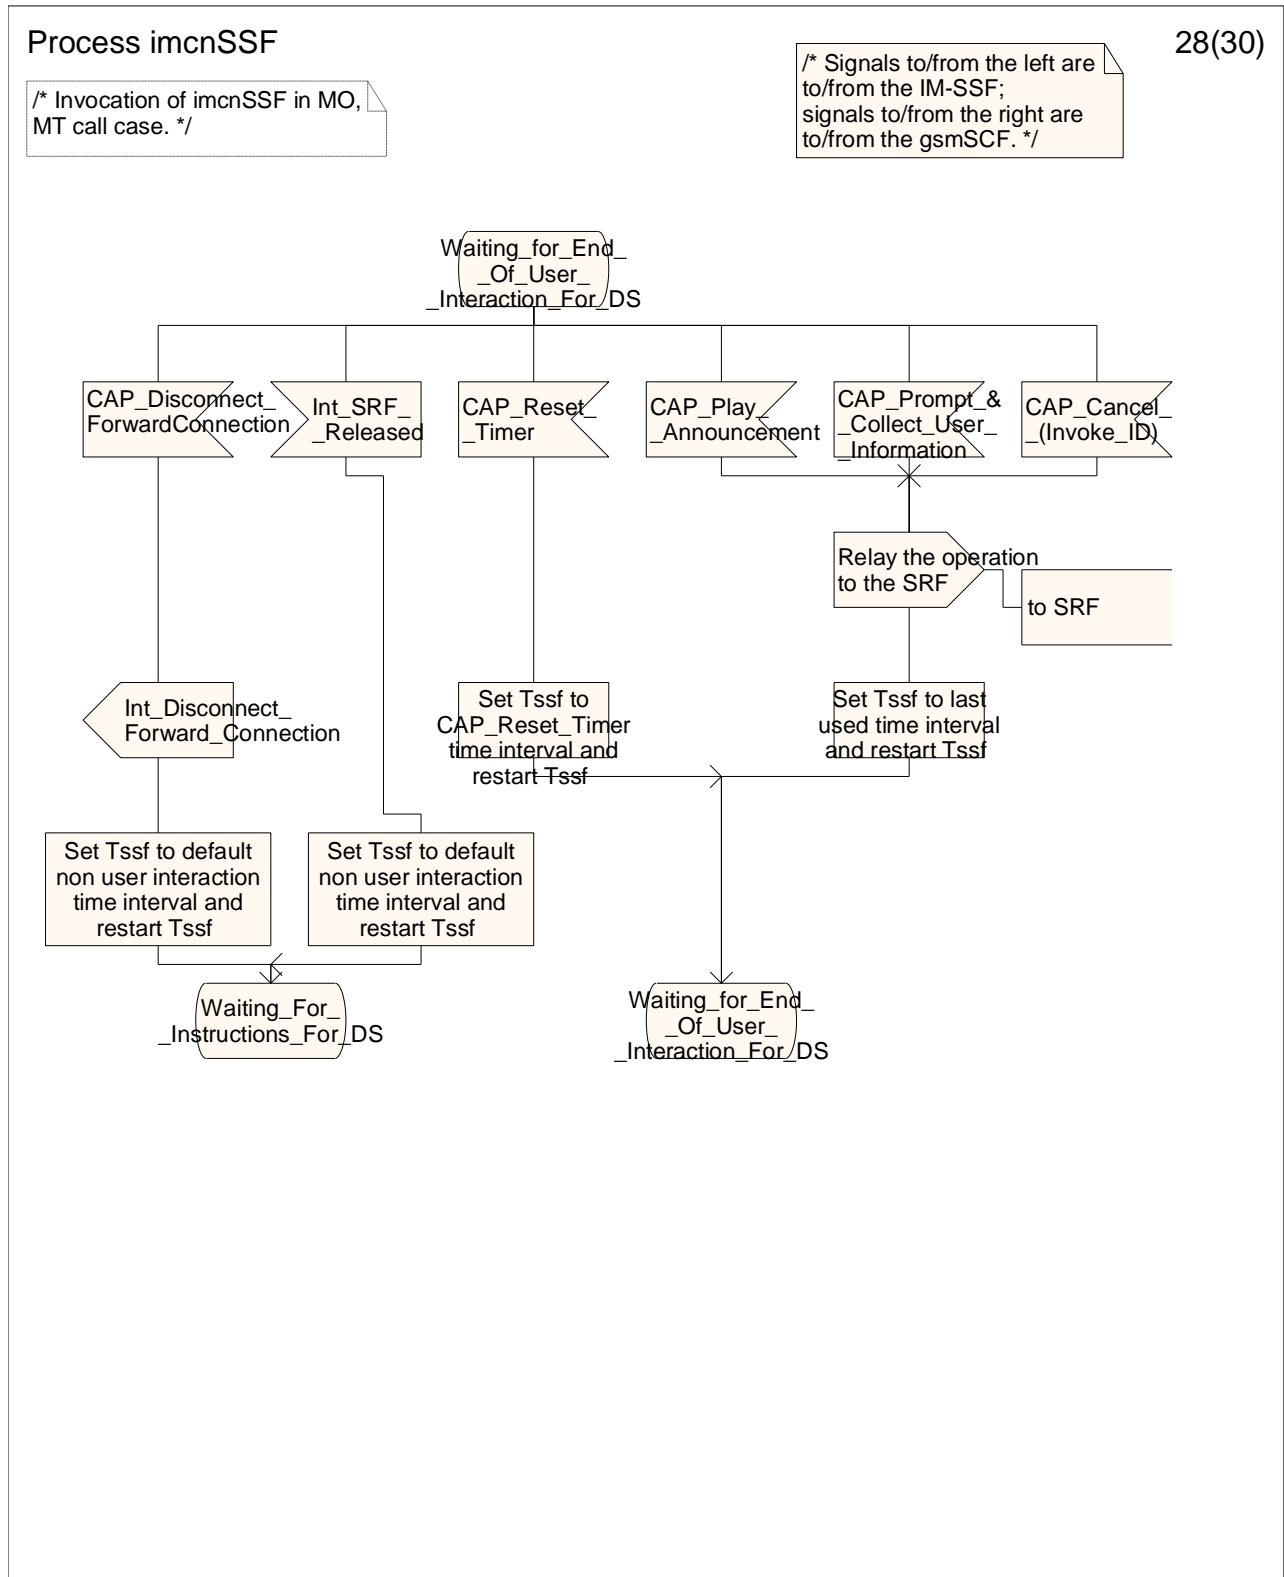 Process imcnSSF
28(30)
/* Invocation of imcnSSF in MO,
MT call case. */
/* Signals to/from the left are
to/from the IM-SSF;
signals to/from the right are
to/from the gsmSCF. */
Waiting_for_End_
_Of_User_
_Interaction_For_DS
CAP_Disconnect_
ForwardConnection
Int_SRF_
_Released
CAP_Reset_
_Timer
CAP_Play_
_Announcement
CAP_Prompt_&
_Collect_User_
_Information
CAP_Cancel_
_(Invoke_ID)
Relay the operation
to the SRF
to SRF
Int_Disconnect_
Forward_Connection
Set Tssf to
CAP_Reset_Timer
time interval and
restart Tssf
Set Tssf to last
used time interval
and restart Tssf
Set Tssf to default
non user interaction
time interval and
restart Tssf
Set Tssf to default
non user interaction
time interval and
restart Tssf
Waiting_For_
_Instructions_For_DS
Waiting_for_End_
_Of_User_
_Interaction_For_DS